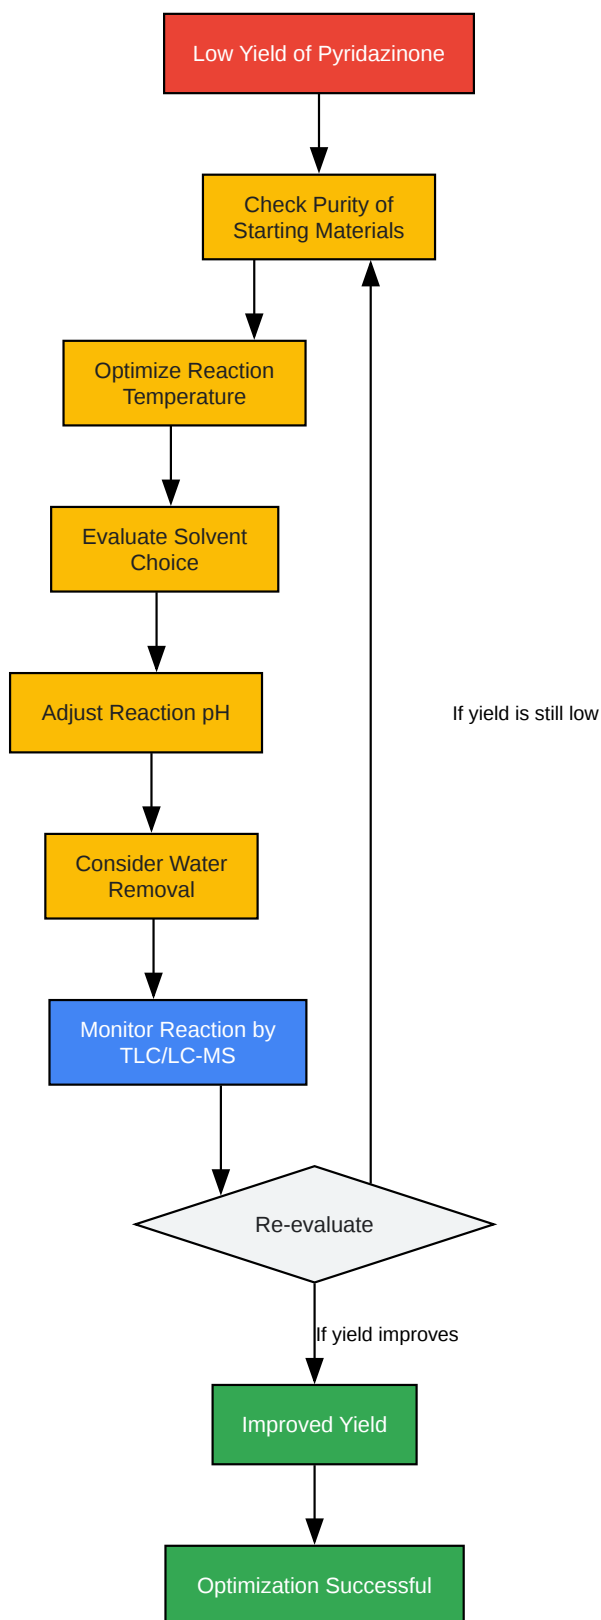 Low Yield of Pyridazinone
Check Purity of
Starting Materials
Optimize Reaction
Temperature
Evaluate Solvent
Choice
Adjust Reaction pH
If yield is still low
Consider Water
Removal
Monitor Reaction by
TLC/LC-MS
Re-evaluate
If yield improves
Improved Yield
Optimization Successful